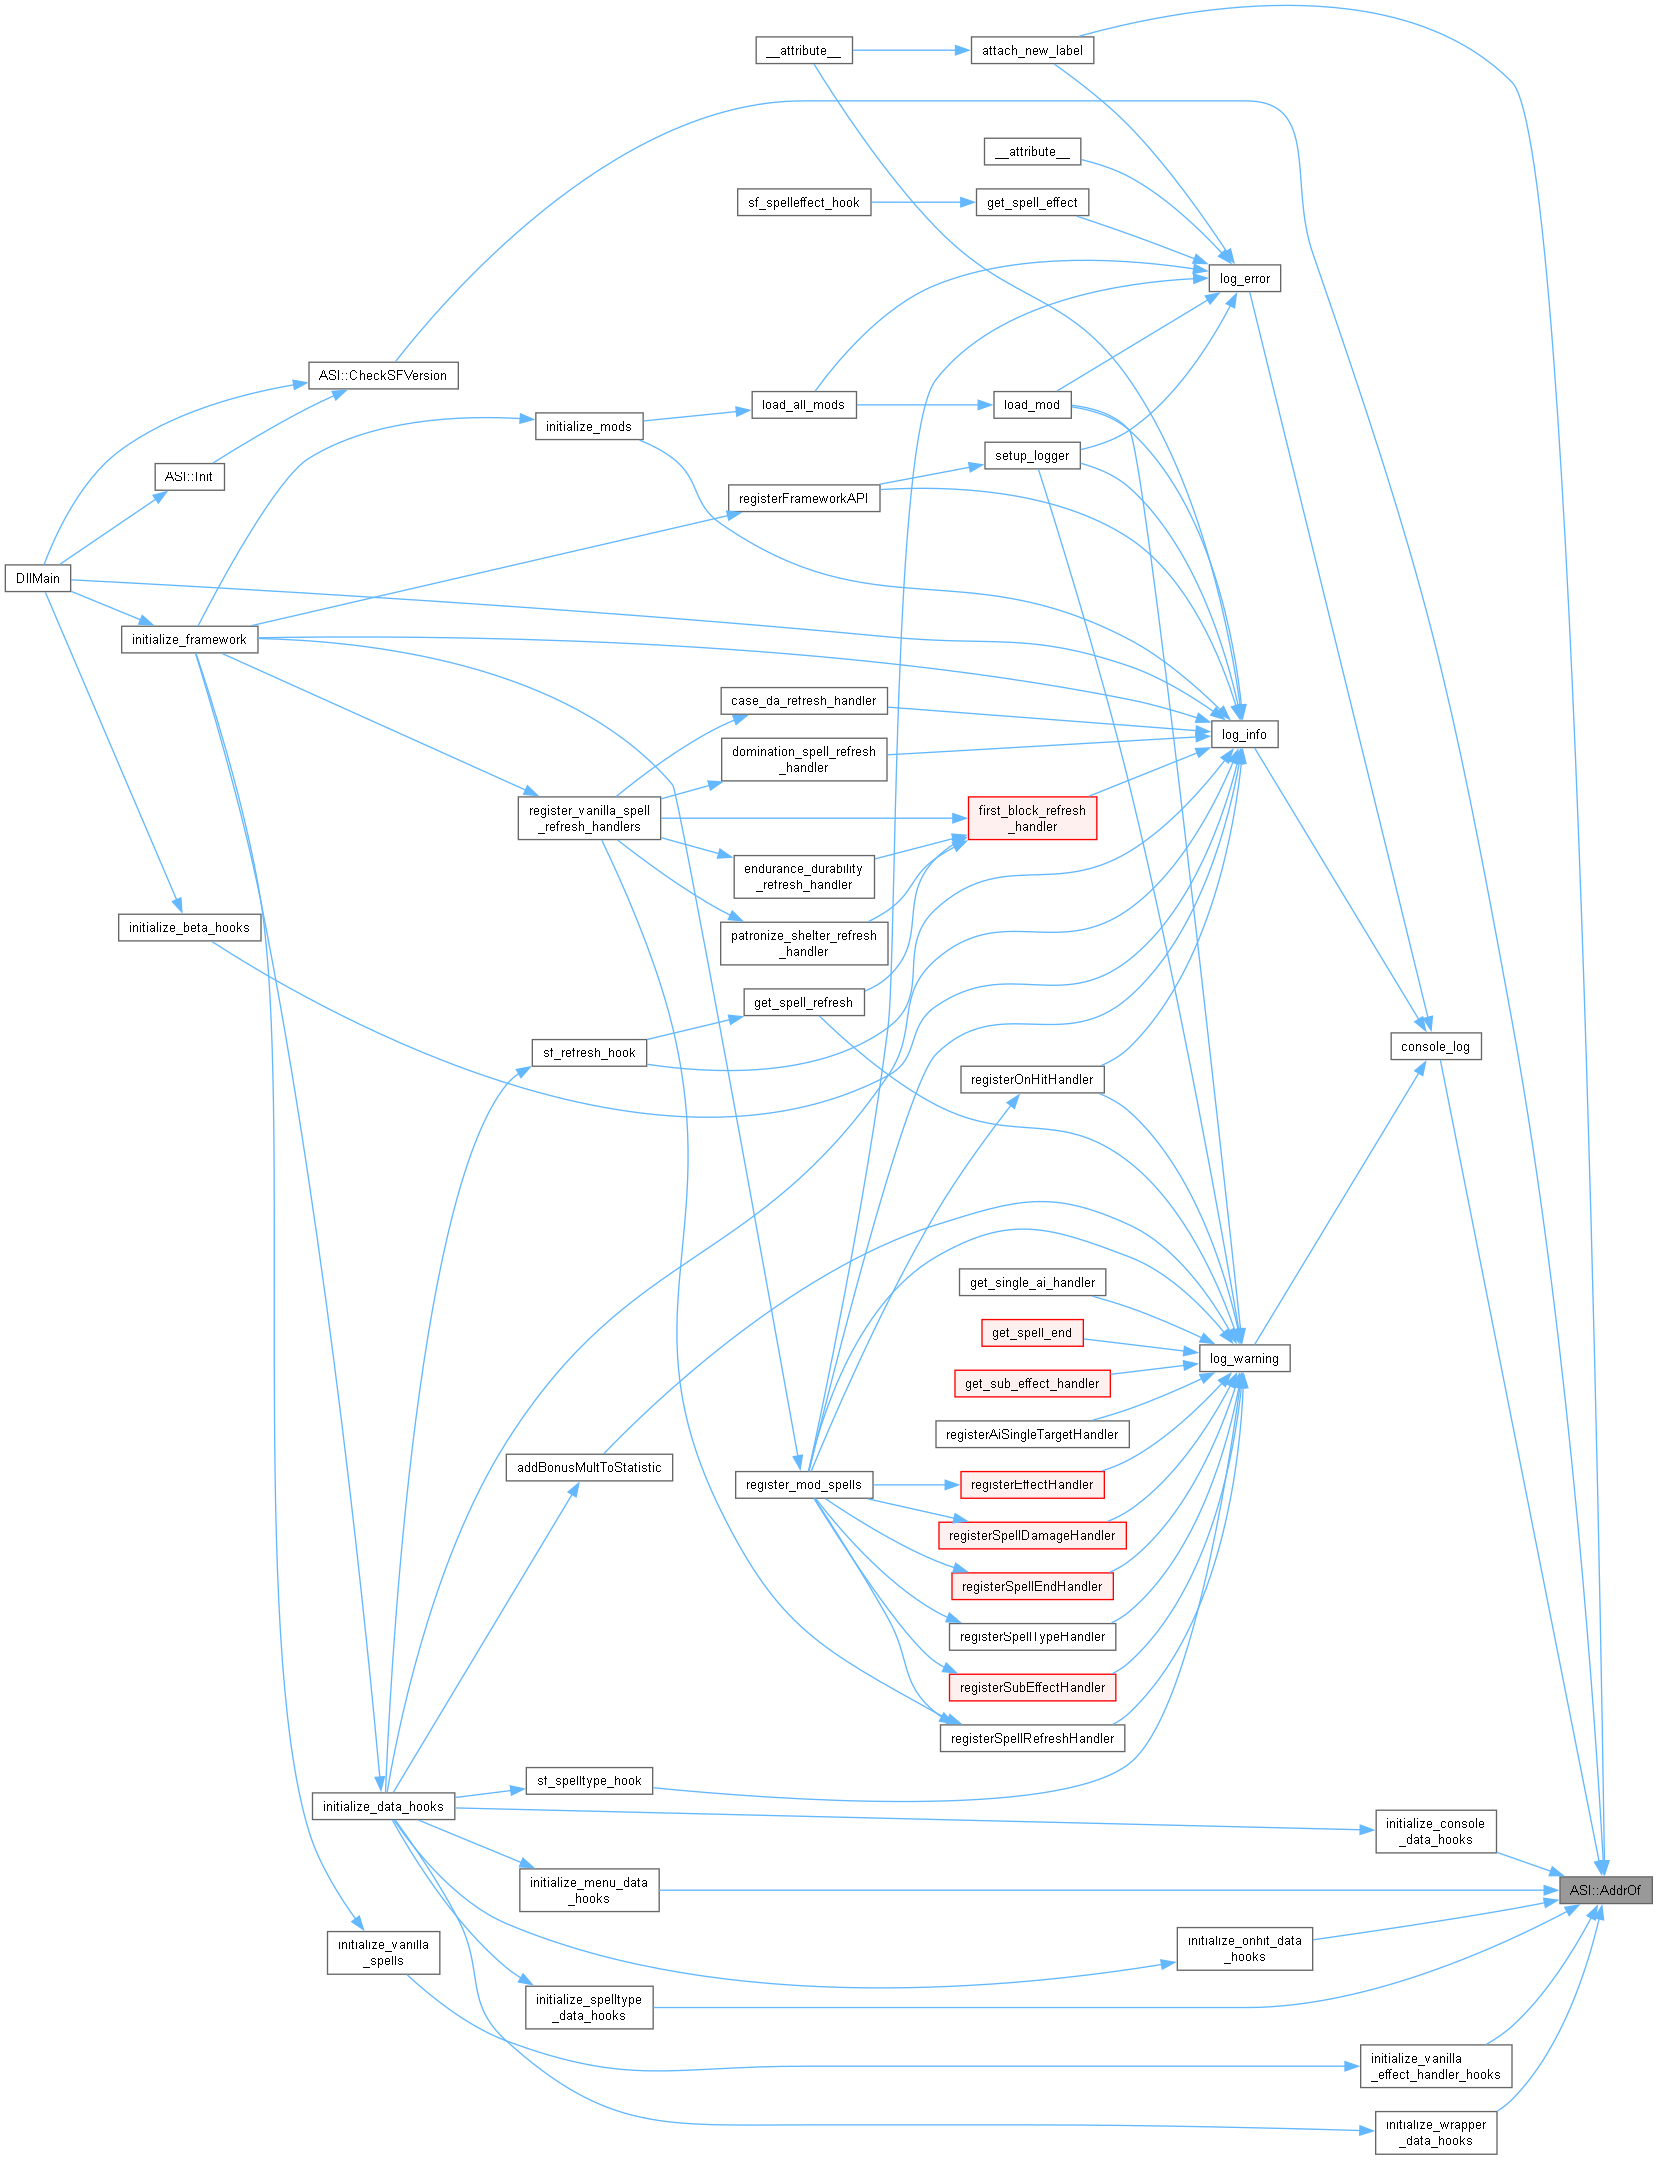 __attribute__
attach_new_label
__attribute__
sf_spelleffect_hook
get_spell_effect
log_error
ASI::CheckSFVersion
load_all_mods
load_mod
initialize_mods
setup_logger
ASI::Init
registerFrameworkAPI
DllMain
initialize_framework
case_da_refresh_handler
log_info
domination_spell_refresh
_handler
register_vanilla_spell
_refresh_handlers
first_block_refresh
_handler
endurance_durability
_refresh_handler
initialize_beta_hooks
patronize_shelter_refresh
_handler
get_spell_refresh
sf_refresh_hook
console_log
registerOnHitHandler
get_single_ai_handler
get_spell_end
log_warning
get_sub_effect_handler
registerAiSingleTargetHandler
addBonusMultToStatistic
register_mod_spells
registerEffectHandler
registerSpellDamageHandler
registerSpellEndHandler
registerSpellTypeHandler
registerSubEffectHandler
registerSpellRefreshHandler
sf_spelltype_hook
initialize_data_hooks
initialize_console
_data_hooks
initialize_menu_data
_hooks
ASI::AddrOf
initialize_vanilla
_spells
initialize_onhit_data
_hooks
initialize_spelltype
_data_hooks
initialize_vanilla
_effect_handler_hooks
initialize_wrapper
_data_hooks